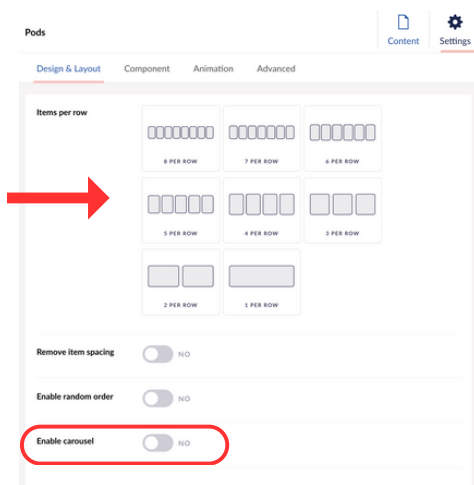 Pods
Content
Settings
Design & Layout
Component
Animation
Advanced
Items per row
8 PER ROW
7 PER ROW
6 PER ROW
5 PER ROW
4 PER ROW
3 PER ROW
2 PER ROW
1 PER ROW
Remove item spacing
NO
Enable random order
NO
Enable carousel
NO